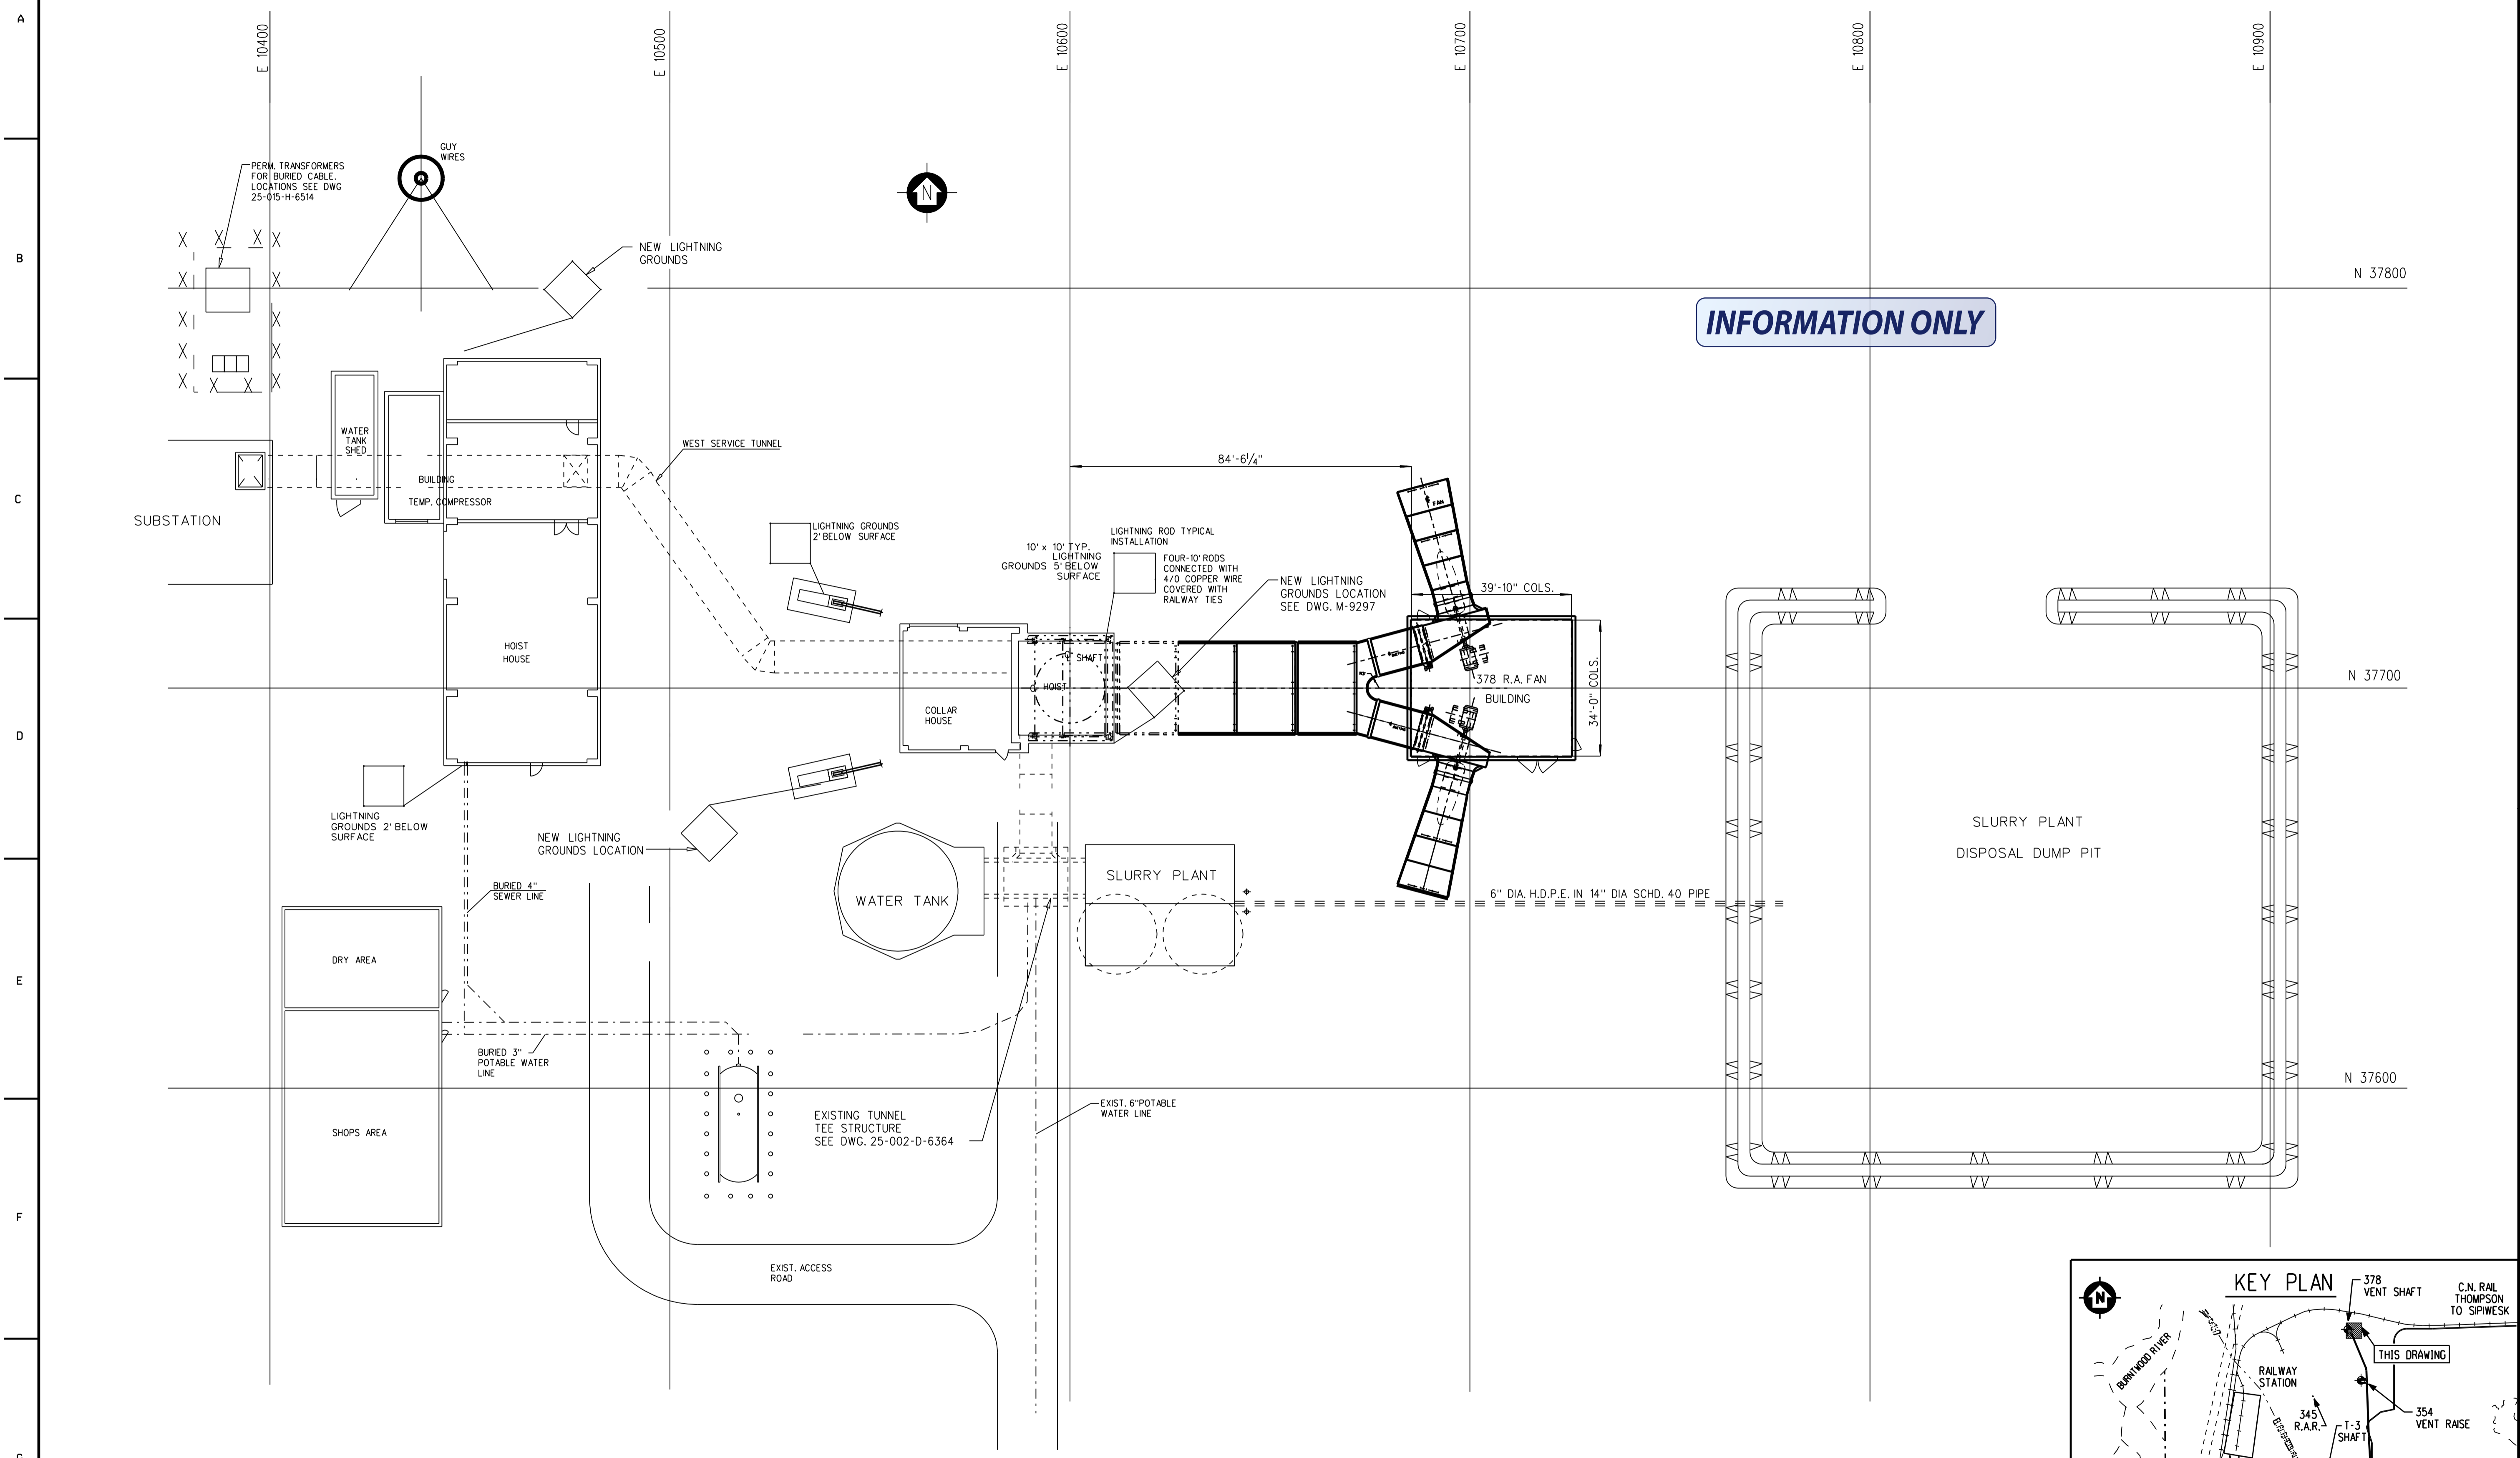 A
B
C
D
E
F
E 10400
E 10500
E 10600
E 10700
E 10800
E 10900
GUY
WIRES
PERM. TRANSFORMERS
FOR BURIED CABLE.
LOCATIONS SEE DWG
25-015-H-6514
N
NEW LIGHTNING
GROUNDS
N 37800
INFORMATION ONLY
WATER
TANK
SHED
BUILDING
TEMP. COMPRESSOR
SUBSTATION
WEST SERVICE TUNNEL
84'-6 1/4"
FAN
LIGHTNING GROUNDS
2' BELOW SURFACE
10' x 10' TYP.
LIGHTNING
GROUNDS 5' BELOW
SURFACE
LIGHTNING ROD TYPICAL
INSTALLATION
FOUR-10' RODS
CONNECTED WITH
4/0 COPPER WIRE
COVERED WITH
RAILWAY TIES
NEW LIGHTNING
GROUNDS LOCATION
SEE DWG. M-9297
39'-10" COLS.
34'-0" COLS.
HOIST
HOUSE
SHAFT
HOIST
COLLAR
HOUSE
378 R.A. FAN
BUILDING
N 37700
LIGHTNING
GROUNDS 2' BELOW
SURFACE
NEW LIGHTNING
GROUNDS LOCATION
SLURRY PLANT
DISPOSAL DUMP PIT
BURIED 4"
SEWER LINE
WATER TANK
SLURRY PLANT
6" DIA. H.D.P.E. IN 14" DIA SCHD. 40 PIPE
DRY AREA
BURIED 3"
POTABLE WATER
LINE
N 37600
SHOPS AREA
EXISTING TUNNEL
TEE STRUCTURE
SEE DWG. 25-002-D-6364
EXIST. 6" POTABLE
WATER LINE
EXIST. ACCESS
ROAD
KEY PLAN
N
378
VENT SHAFT
C.N. RAIL
THOMPSON
TO SIPIWESK
BURNTWOOD RIVER
THIS DRAWING
RAILWAY
STATION
345
R.A.R.
T-3
SHAFT
354
VENT RAISE